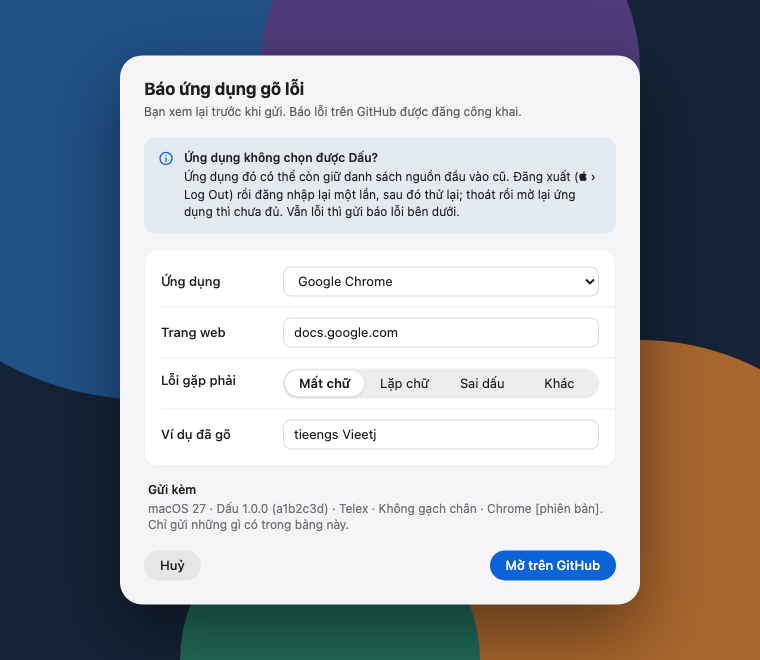 Báo ứng dụng gõ lỗi
Bạn xem lại trước khi gửi. Báo lỗi trên GitHub được đăng công khai.
Ứng dụng không chọn được Dấu?
Ứng dụng đó có thể còn giữ danh sách nguồn đầu vào cũ. Đăng xuất ( ›
Log Out) rồi đăng nhập lại một lần, sau đó thử lại; thoát rồi mở lại ứng
dụng thì chưa đủ. Vẫn lỗi thì gửi báo lỗi bên dưới.
Ứng dụng
Google Chrome
Trang web
docs.google.com
Lỗi gặp phải
Mất chữ
Lặp chữ
Sai dấu
Khác
Ví dụ đã gõ
tieengs Vieetj
Gửi kèm
macOS 27 · Dấu 1.0.0 (a1b2c3d) · Telex · Không gạch chân · Chrome [phiên bản].
Chỉ gửi những gì có trong bảng này.
Huỷ
Mở trên GitHub